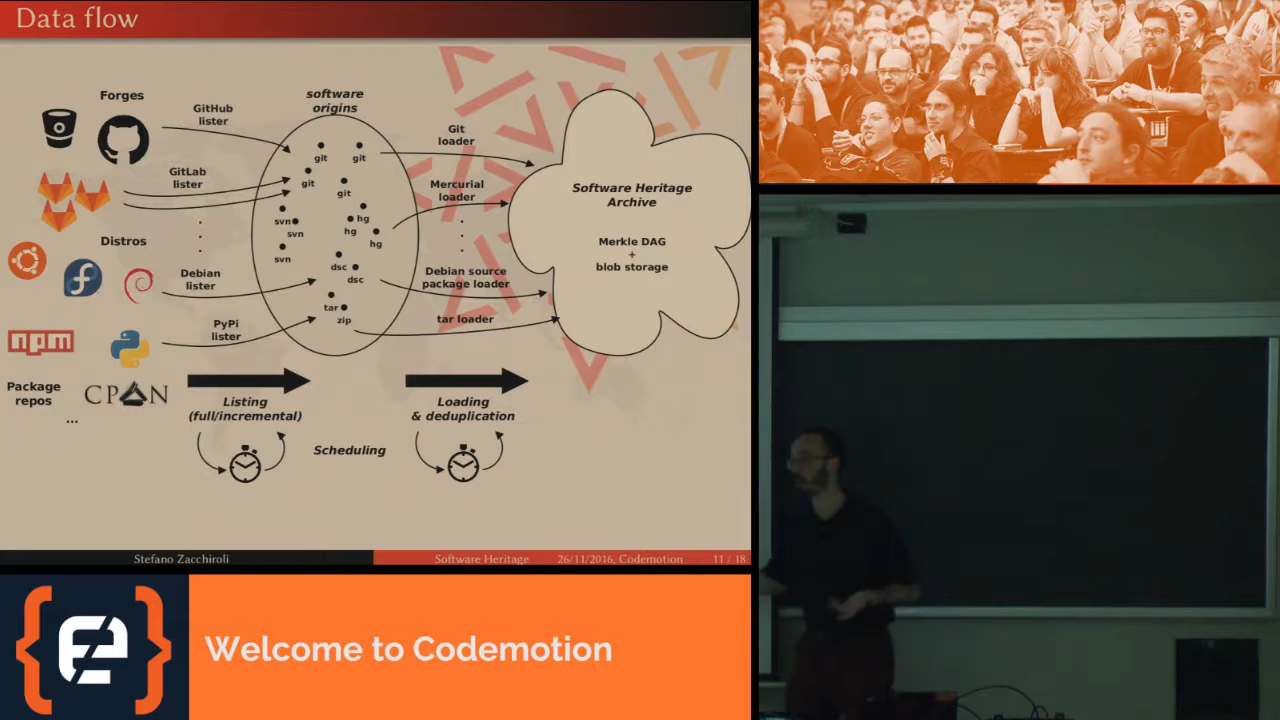 Data flow
Forges
GitHub
lister
software
origins
git
git
git
git
Git
loader
GitLab
lister
Mercurial
loader
svn
svn
svn
hg
hg
hg
Software Heritage
Archive
Merkle DAG
+
blob storage
Distros
Debian
lister
dsc
dsc
Debian source
package loader
tar
zip
tar loader
PyPi
lister
npm
Package
repos
CPAN
...
Listing
(full/incremental)
Loading
& deduplication
Scheduling
Stefano Zacchiroli
Software Heritage
26/11/2016, Codemotion
11 / 18
Welcome to Codemotion